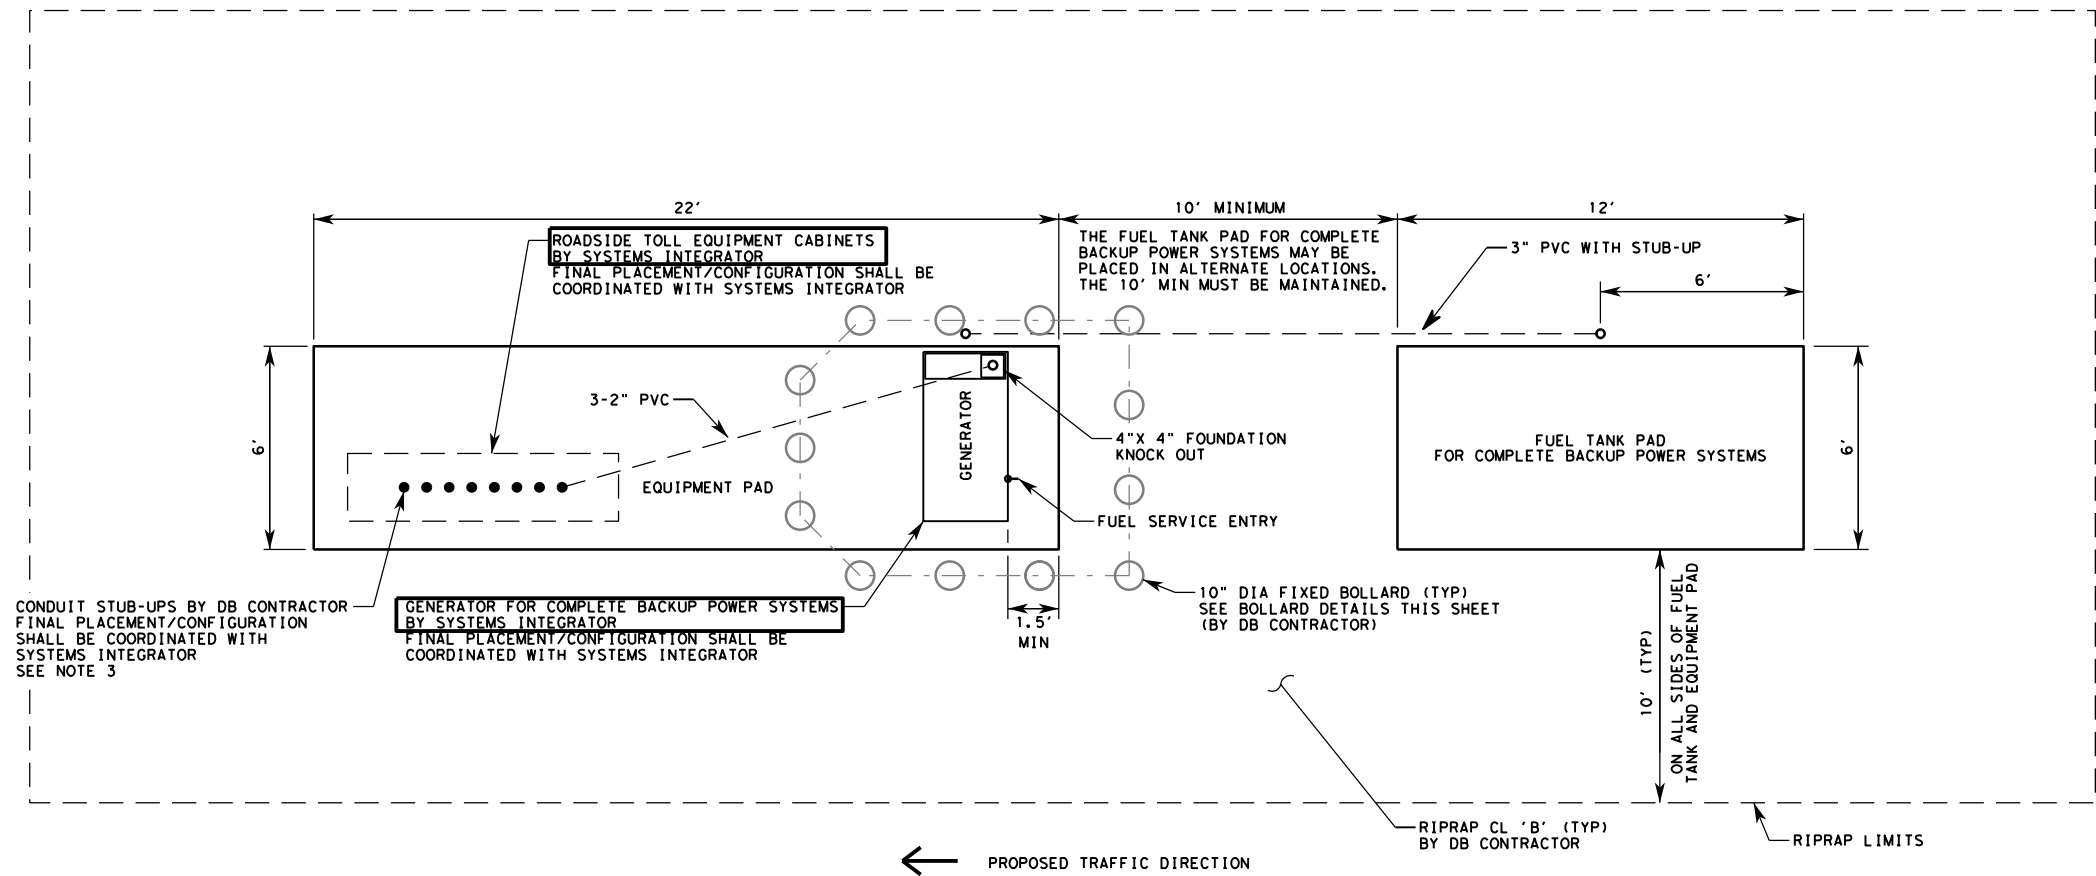 22'
10' MINIMUM
12'
ROADSIDE TOLL EQUIPMENT CABINETS
BY SYSTEMS INTEGRATOR
FINAL PLACEMENT/CONFIGURATION SHALL BE
COORDINATED WITH SYSTEMS INTEGRATOR
THE FUEL TANK PAD FOR COMPLETE
BACKUP POWER SYSTEMS MAY BE
PLACED IN ALTERNATE LOCATIONS.
THE 10' MIN MUST BE MAINTAINED.
3" PVC WITH STUB-UP
6'
3-2" PVC
6'
GENERATOR
4"X 4" FOUNDATION
KNOCK OUT
FUEL TANK PAD
FOR COMPLETE BACKUP POWER SYSTEMS
6'
EQUIPMENT PAD
FUEL SERVICE ENTRY
CONDUIT STUB-UPS BY DB CONTRACTOR
FINAL PLACEMENT/CONFIGURATION
SHALL BE COORDINATED WITH
SYSTEMS INTEGRATOR
SEE NOTE 3
GENERATOR FOR COMPLETE BACKUP POWER SYSTEMS
BY SYSTEMS INTEGRATOR
FINAL PLACEMENT/CONFIGURATION SHALL BE
COORDINATED WITH SYSTEMS INTEGRATOR
1.5'
MIN
10" DIA FIXED BOLLARD (TYP)
SEE BOLLARD DETAILS THIS SHEET
(BY DB CONTRACTOR)
10' (TYP)
ON ALL SIDES OF FUEL
TANK AND EQUIPMENT PAD
RIPRAP CL 'B' (TYP)
BY DB CONTRACTOR
RIPRAP LIMITS
PROPOSED TRAFFIC DIRECTION